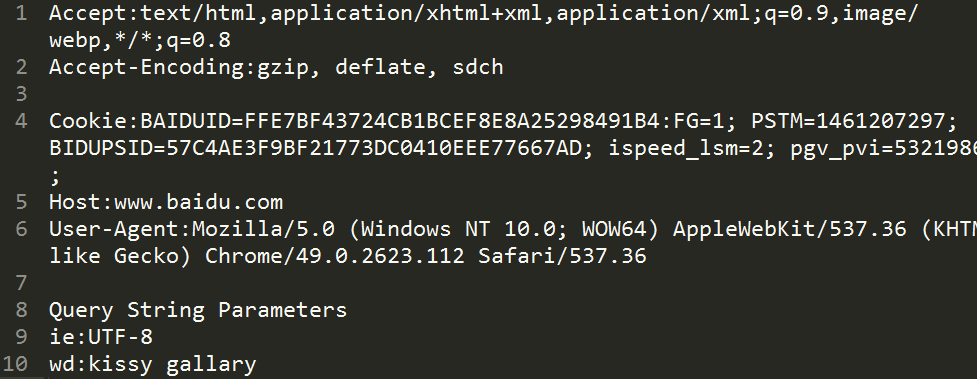 1 Accept:text/html,application/xhtml+xml,application/xml;q=0.9,image/
webp,*/*;q=0.8
2 Accept-Encoding:gzip, deflate, sdch
3
4 Cookie:BAIDUID=FFE7BF43724CB1BCEF8E8A25298491B4:FG=1; PSTM=1461207297;
BIDUPSID=57C4AE3F9BF21773DC0410EEE77667AD; ispeed_lsm=2; pgv_pvi=5321986
;
5 Host:www.baidu.com
6 User-Agent:Mozilla/5.0 (Windows NT 10.0; WOW64) AppleWebKit/537.36 (KHTM
like Gecko) Chrome/49.0.2623.112 Safari/537.36
7
8 Query String Parameters
9 ie:UTF-8
10 wd:kissy gallary